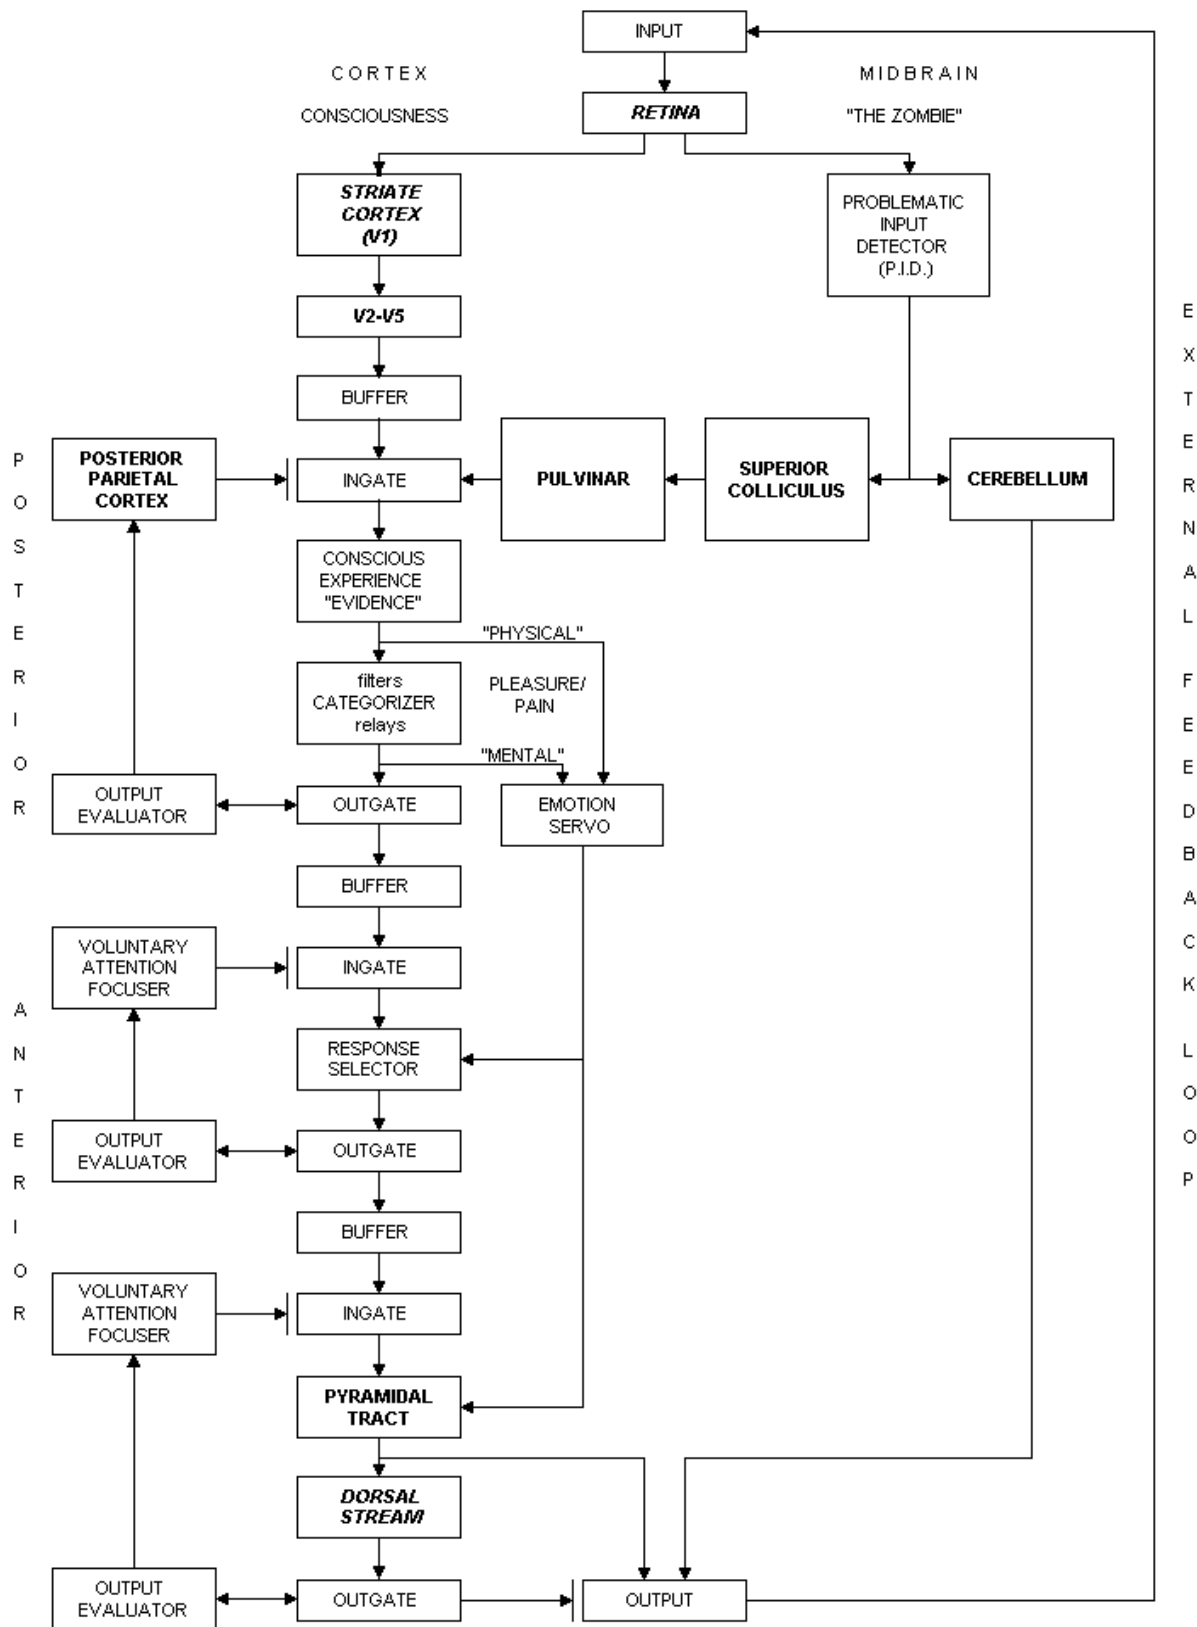 INPUT
C O R T E X
M I D B R A I N
CONSCIOUSNESS
RETINA
"THE ZOMBIE"
STRIATE
CORTEX
(V1)
PROBLEMATIC
INPUT
DETECTOR
(P.I.D.)
V2-V5
BUFFER
POSTERIOR
PARIETAL
CORTEX
INGATE
PULVINAR
SUPERIOR
COLLICULUS
CEREBELLUM
CONSCIOUS
EXPERIENCE
"EVIDENCE"
"PHYSICAL"
filters
CATEGORIZER
relays
PLEASURE/
PAIN
"MENTAL"
OUTPUT
EVALUATOR
OUTGATE
EMOTION
SERVO
BUFFER
VOLUNTARY
ATTENTION
FOCUSER
INGATE
RESPONSE
SELECTOR
OUTPUT
EVALUATOR
OUTGATE
BUFFER
VOLUNTARY
ATTENTION
FOCUSER
INGATE
PYRAMIDAL
TRACT
DORSAL
STREAM
OUTPUT
EVALUATOR
OUTGATE
OUTPUT
P O S T E R I O R
A N T E R I O R
E X T E R N A L F E E D B A C K L O O P